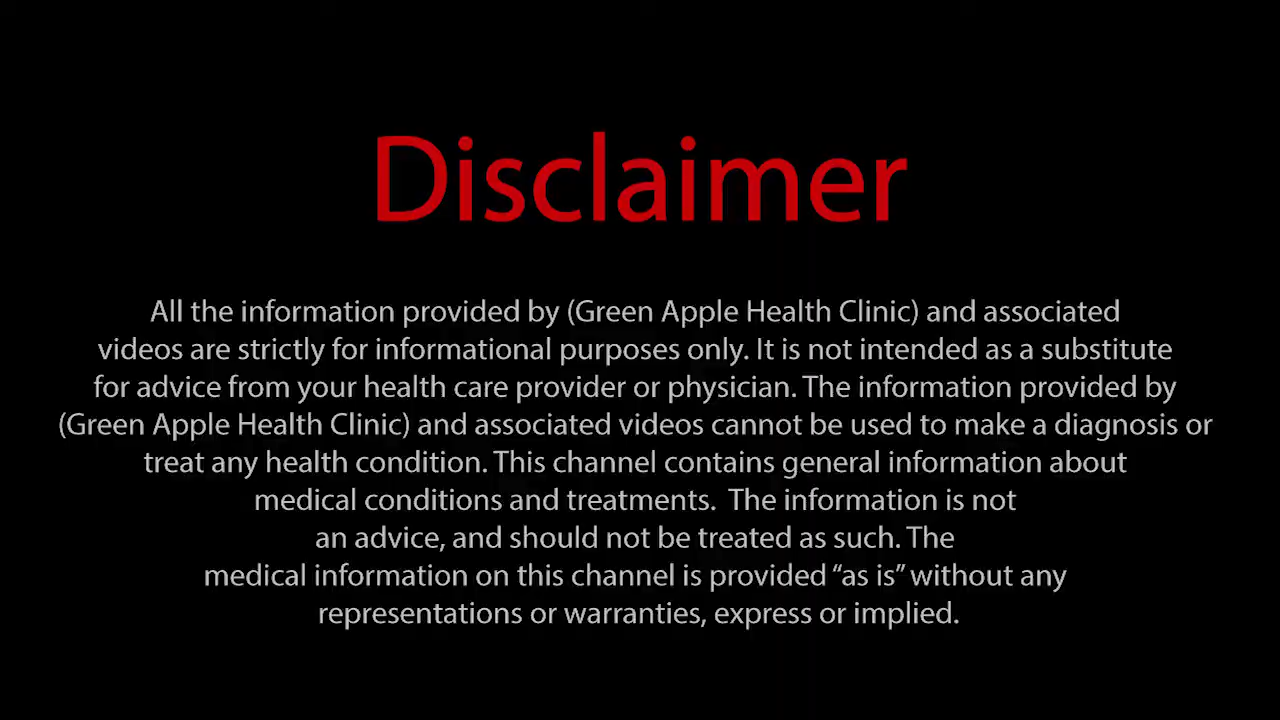 Disclaimer
All the information provided by (Green Apple Health Clinic) and associated
videos are strictly for informational purposes only. It is not intended as a substitute
for advice from your health care provider or physician. The information provided by
(Green Apple Health Clinic) and associated videos cannot be used to make a diagnosis or
treat any health condition. This channel contains general information about
medical conditions and treatments.  The information is not
an advice, and should not be treated as such. The
medical information on this channel is provided “as is” without any
representations or warranties, express or implied.